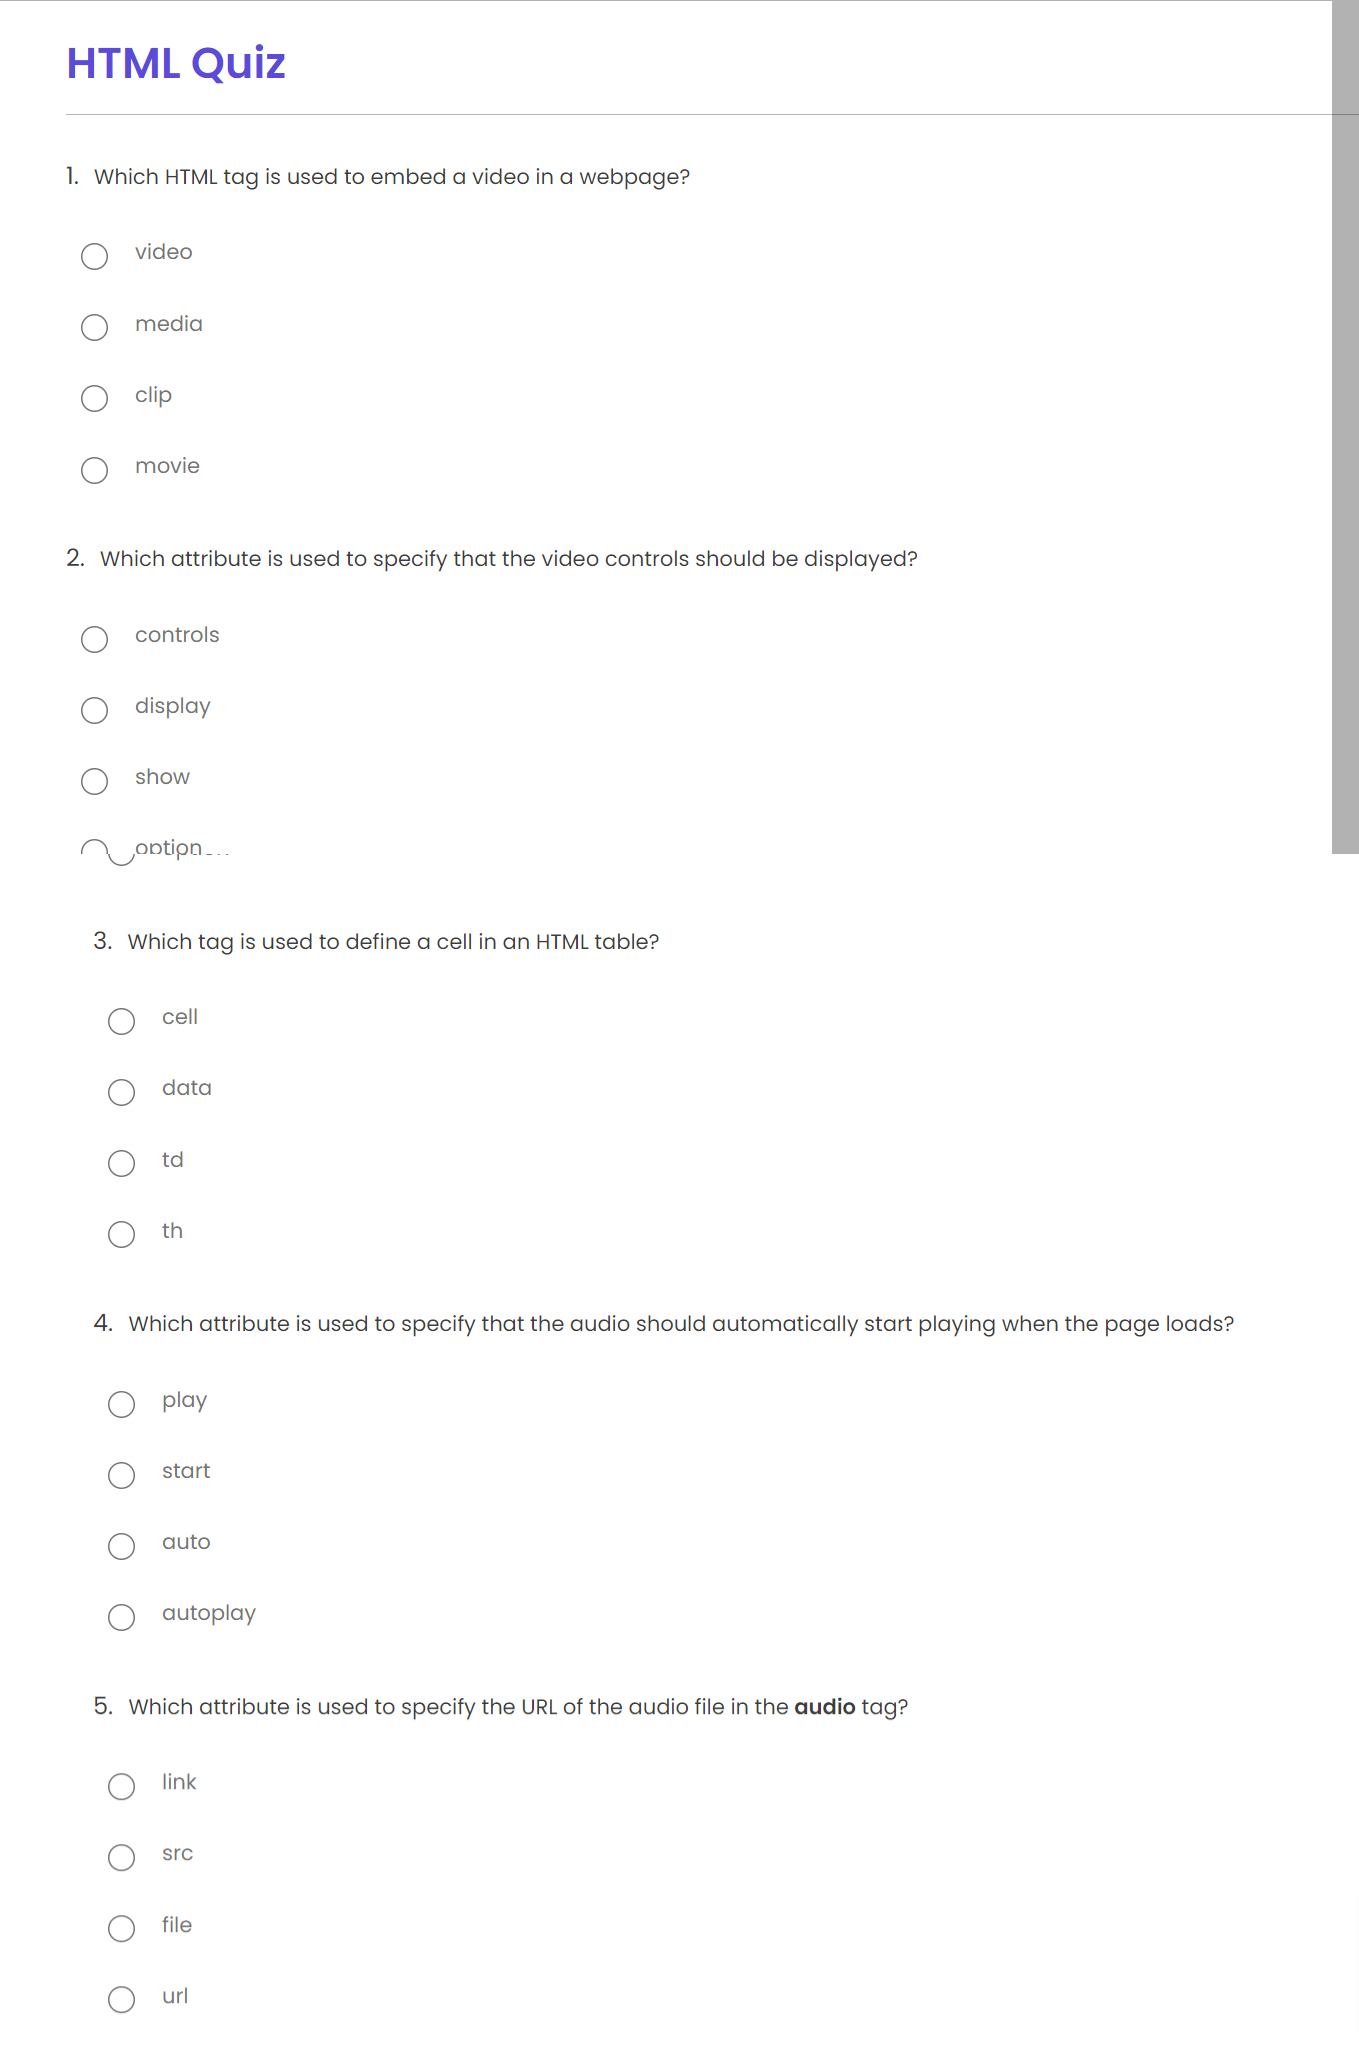 HTML Quiz
1. Which HTML tag is used to embed a video in a webpage?
video
media
clip
movie
2. Which attribute is used to specify that the video controls should be displayed?
controls
display
show
3. Which tag is used to define a cell in an HTML table?
cell
data
td
th
4. Which attribute is used to specify that the audio should automatically start playing when the page loads?
play
start
auto
autoplay
5. Which attribute is used to specify the URL of the audio file in the audio tag?
link
src
file
url